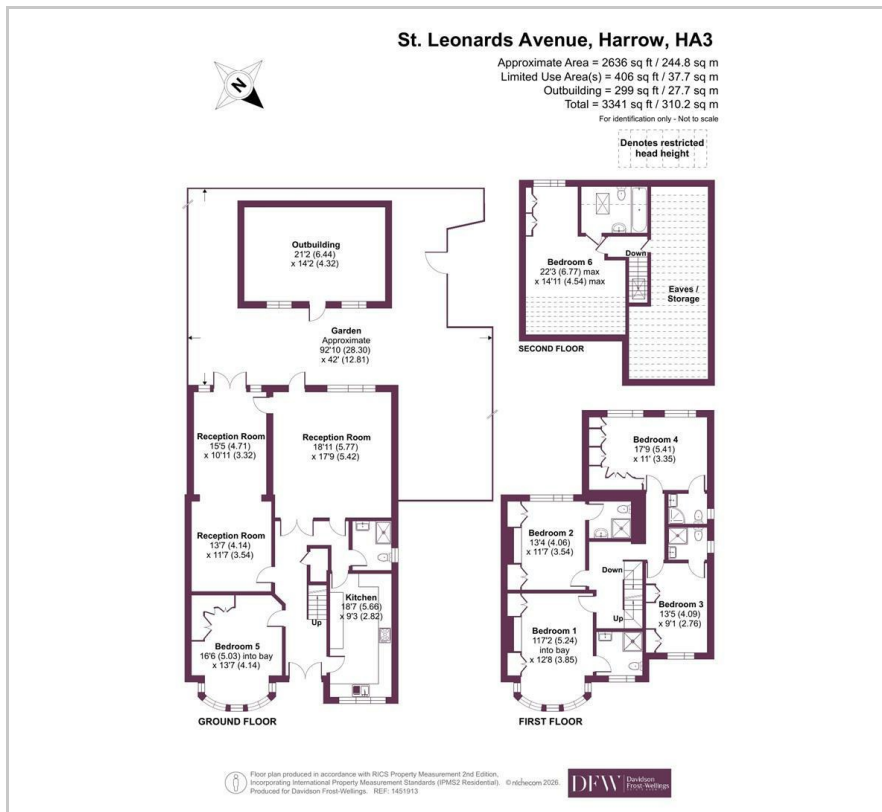 St. Leonards Avenue, Harrow, HA3
Approximate Area = 2636 sq ft / 244.8 sq m
Limited Use Area(s) = 406 sq ft / 37.7 sq m
Outbuilding = 299 sq ft / 27.7 sq m
Total = 3341 sq ft / 310.2 sq m
For identification only - Not to scale
N
Denotes restricted
head height
Outbuilding
21'2 (6.44)
x 14'2 (4.32)
Garden
Approximate
92'10 (28.30)
x 42' (12.81)
Reception Room
15'5 (4.71)
x 10'11 (3.32)
Reception Room
18'11 (5.77)
x 17'9 (5.42)
Reception Room
13'7 (4.14)
x 11'7 (3.54)
Kitchen
18'7 (5.66)
x 9'3 (2.82)
Up
Bedroom 5
16'6 (5.03) into bay
x 13'7 (4.14)
GROUND FLOOR
Bedroom 6
22'3 (6.77) max
x 14'11 (4.54) max
Down
Eaves /
Storage
SECOND FLOOR
Bedroom 4
17'9 (5.41)
x 11' (3.35)
Bedroom 2
13'4 (4.06)
x 11'7 (3.54)
Down
Up
Bedroom 3
13'5 (4.09)
x 9'1 (2.76)
Bedroom 1
117'2 (5.24)
into bay
x 12'8 (3.85)
FIRST FLOOR
Floor plan produced in accordance with RICS Property Measurement 2nd Edition,
Incorporating International Property Measurement Standards (IPMS2 Residential). © nichecom 2026.
Produced for Davidson Frost-Wellings. REF: 1451913
DFW
Davidson
Frost-Wellings